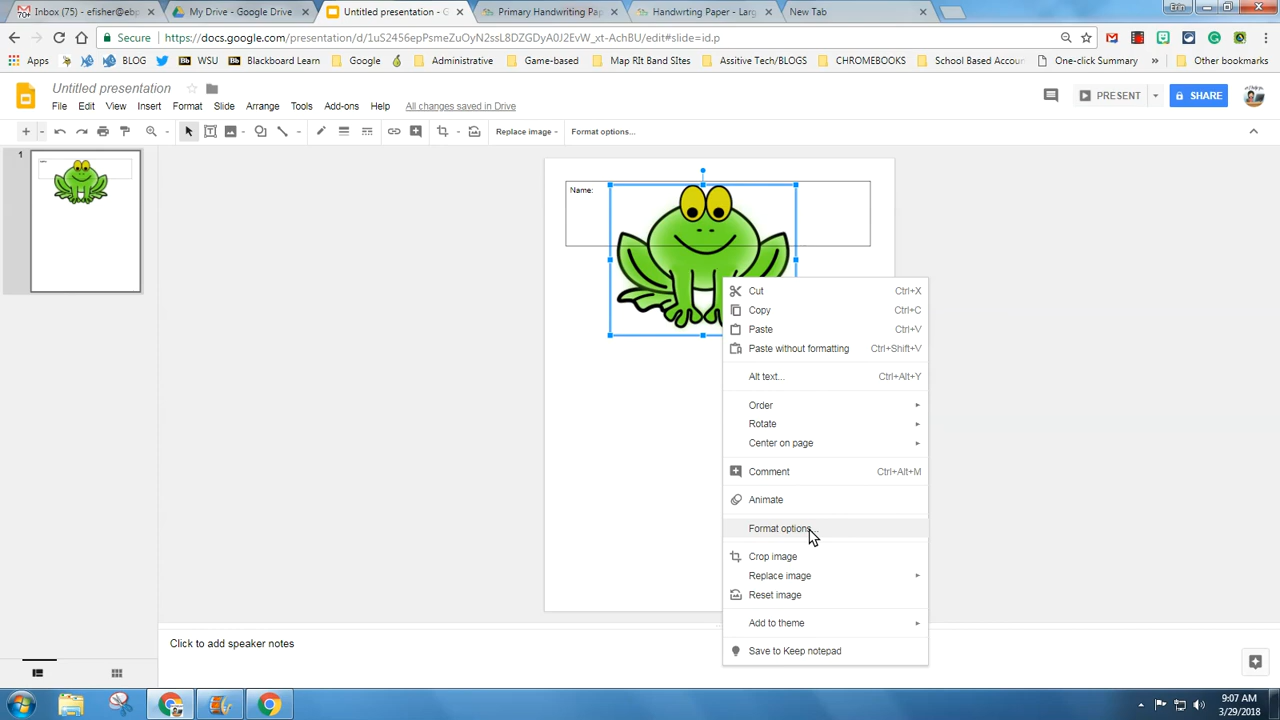 Inbox (75) - efisher@ebp
My Drive - Google Drive
Untitled presentation - G
Primary Handwriting Pap
Handwrting Paper - Larg
New Tab
Secure
https://docs.google.com/presentation/d/1uS2456epPsmeZuOyN2ssL8DZGDyA0J2EvW_xt-AchBU/edit#slide=id.p
Apps
BLOG
WSU
Blackboard Learn
Google
Administrative
Game-based
Map RIt Band SItes
Assitive Tech/BLOGS
CHROMEBOOKS
School Based Accoun
One-click Summary
Other bookmarks
Untitled presentation
File Edit View Insert Format Slide Arrange Tools Add-ons Help All changes saved in Drive
PRESENT
SHARE
Replace image
Format options...
1
Name:
Cut Ctrl+X
Copy Ctrl+C
Paste Ctrl+V
Paste without formatting Ctrl+Shift+V
Alt text... Ctrl+Alt+Y
Order
Rotate
Center on page
Comment Ctrl+Alt+M
Animate
Format options...
Crop image
Replace image
Reset image
Add to theme
Save to Keep notepad
Click to add speaker notes
9:07 AM
3/29/2018